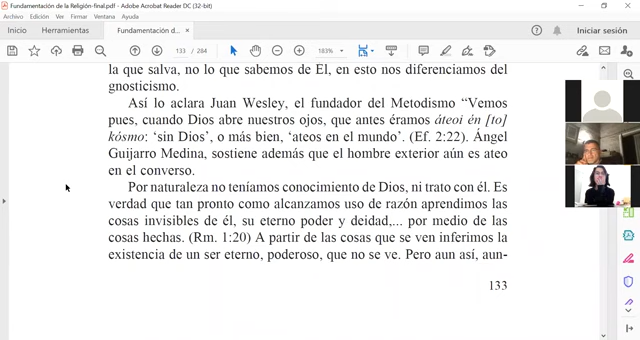 Fundamentación de la Religión-final.pdf - Adobe Acrobat Reader DC (32-bit)
Archivo Edición Ver Firmar Ventana Ayuda
Inicio Herramientas Fundamentación d... × Iniciar sesión
133 / 284 183%
la que salva, no lo que sabemos de Él, en esto nos diferenciamos del
gnosticismo.
Así lo aclara Juan Wesley, el fundador del Metodismo “Vemos
pues, cuando Dios abre nuestros ojos, que antes éramos áteoi én [to]
kósmo: ‘sin Dios’, o más bien, ‘ateos en el mundo’. (Ef. 2:22). Ángel
Guijarro Medina, sostiene además que el hombre exterior aún es ateo
en el converso.
Por naturaleza no teníamos conocimiento de Dios, ni trato con él. Es
verdad que tan pronto como alcanzamos uso de razón aprendimos las
cosas invisibles de él, su eterno poder y deidad,... por medio de las
cosas hechas. (Rm. 1:20) A partir de las cosas que se ven inferimos la
existencia de un ser eterno, poderoso, que no se ve. Pero aun así, aun-
133